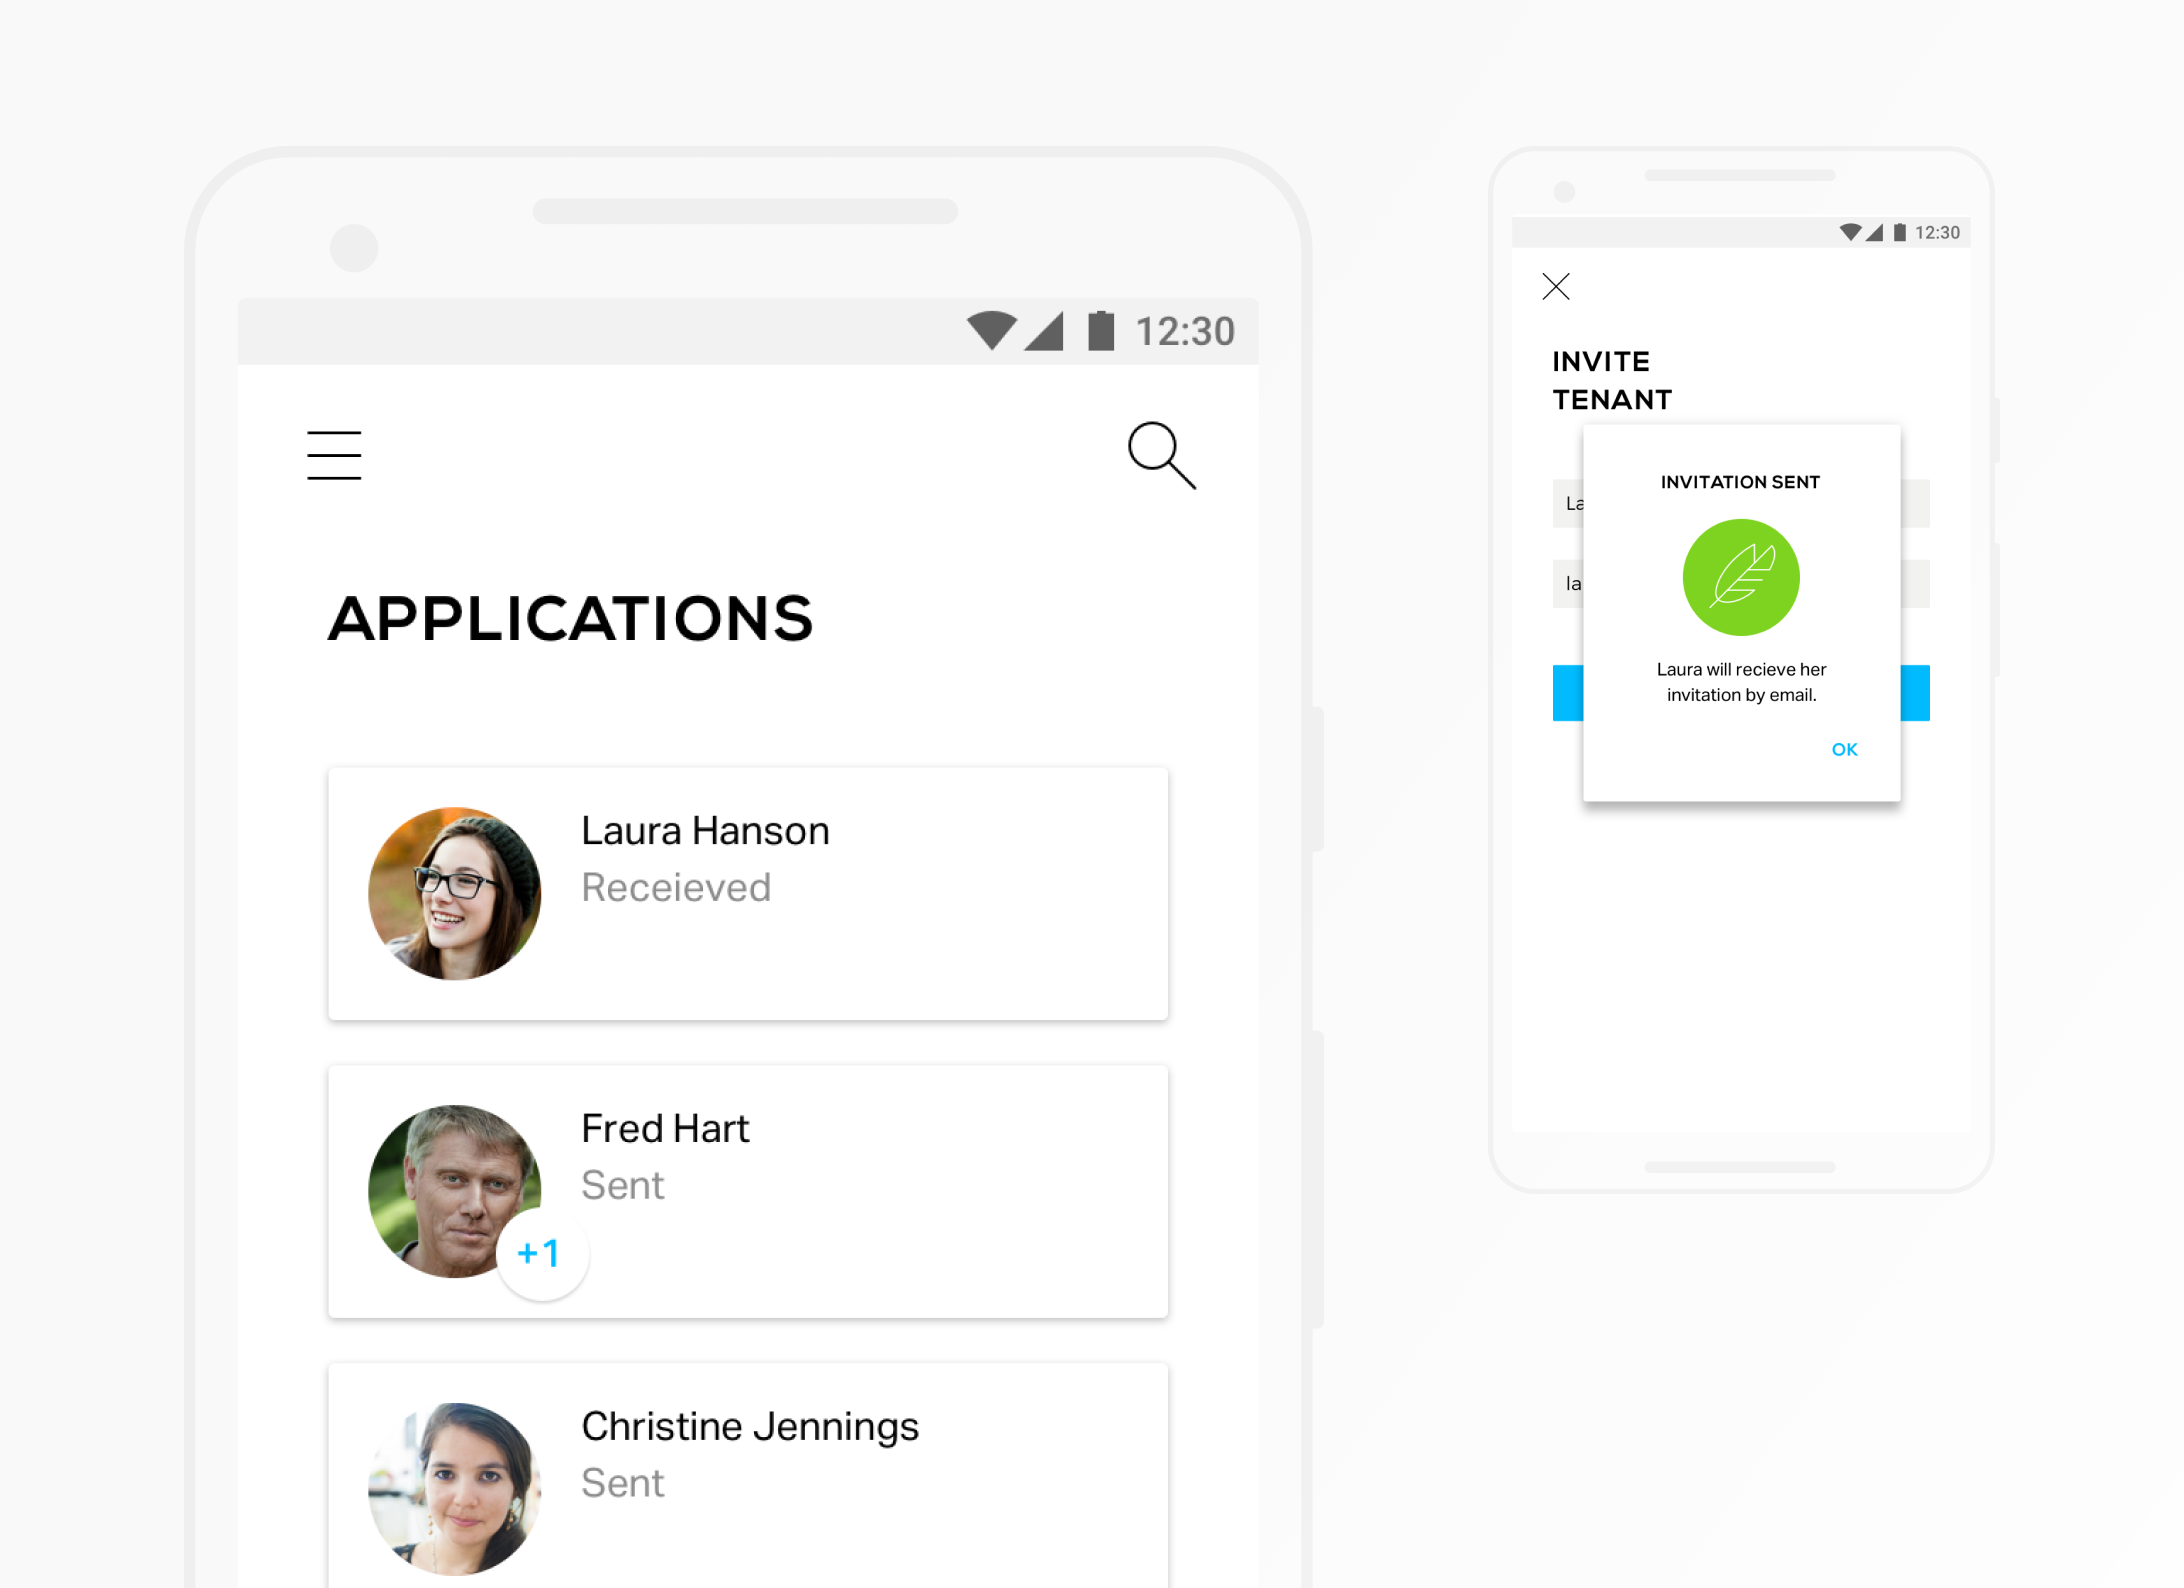 12:30
APPLICATIONS
Laura Hanson
Receieved
Fred Hart
Sent
+1
Christine Jennings
Sent
12:30
INVITE
TENANT
La
la
INVITATION SENT
Laura will recieve her
invitation by email.
OK